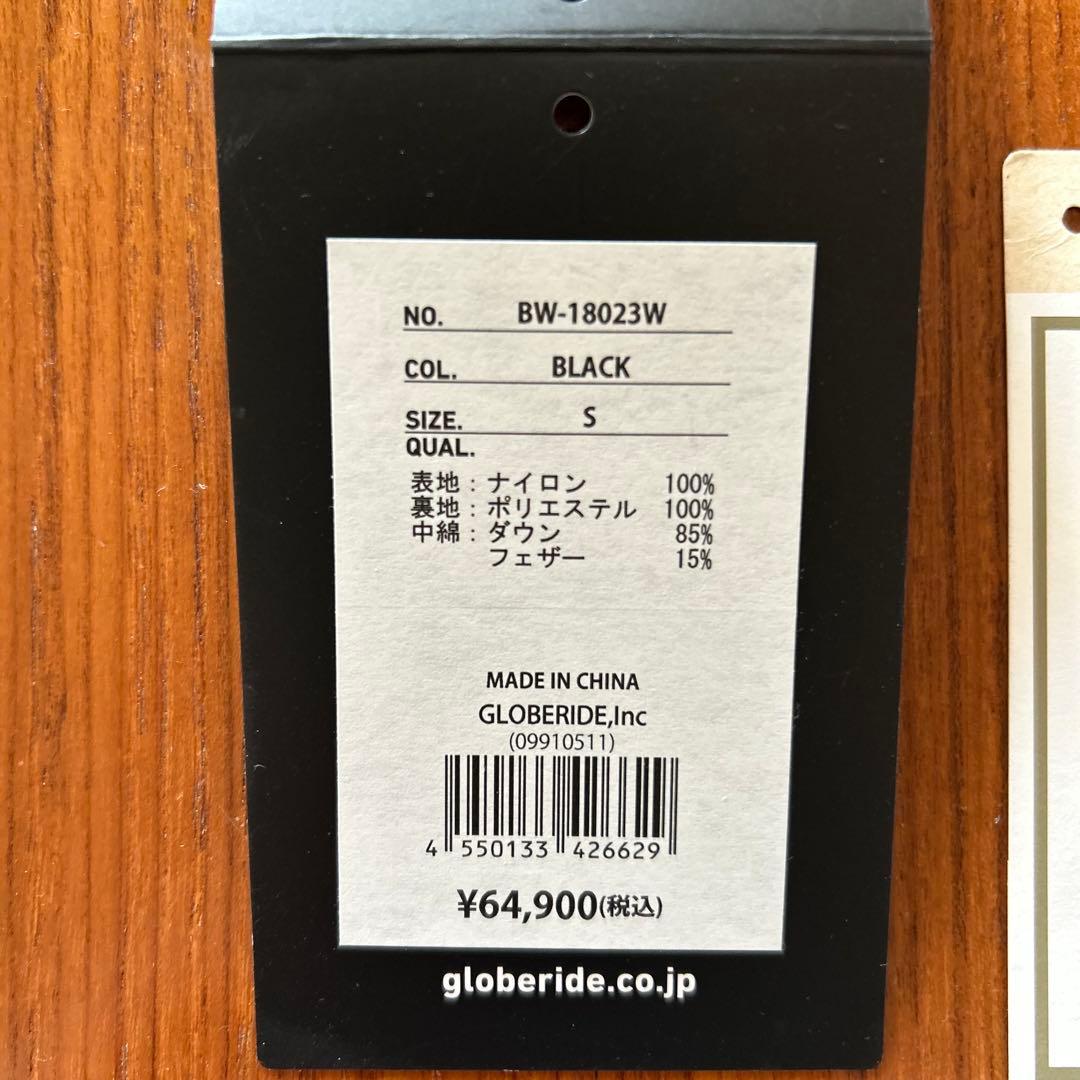 NO. BW-18023W
COL. BLACK
SIZE. S
QUAL.
表地：ナイロン 100%
裏地：ポリエステル 100%
中綿：ダウン 85%
フェザー 15%
MADE IN CHINA
GLOBERIDE,Inc
(09910511)
4 550133 426629
¥64,900(税込)
globeride.co.jp